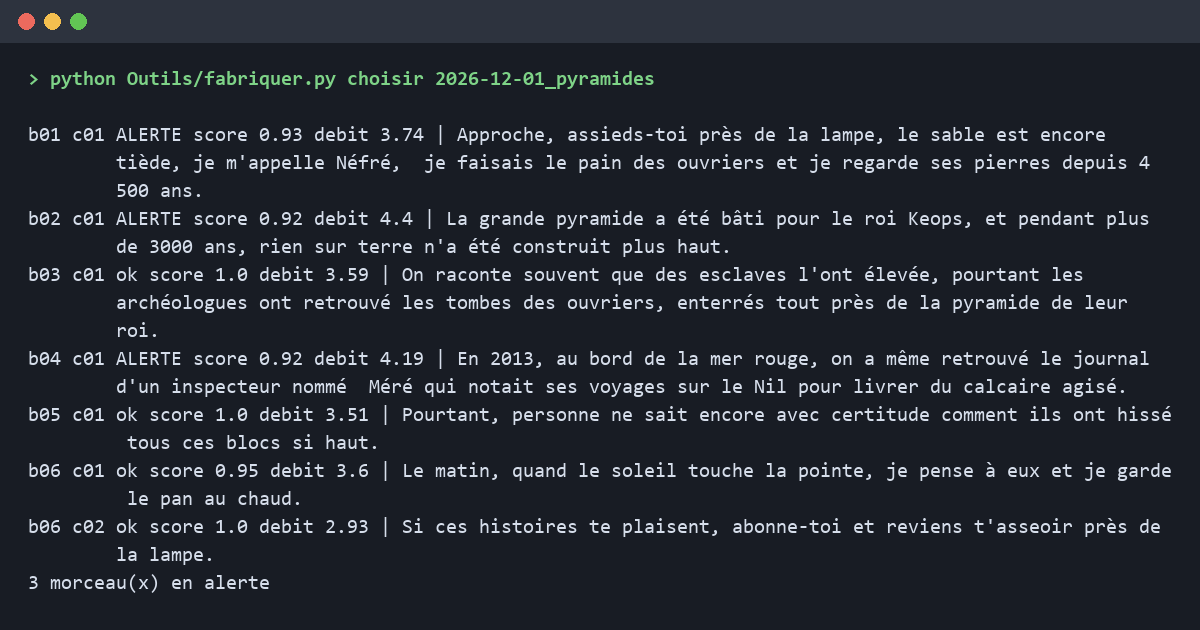 > python Outils/fabriquer.py choisir 2026-12-01_pyramides
b01 c01 ALERTE score 0.93 debit 3.74 | Approche, assieds-toi près de la lampe, le sable est encore
tiède, je m'appelle Néfré,  je faisais le pain des ouvriers et je regarde ses pierres depuis 4
500 ans.
b02 c01 ALERTE score 0.92 debit 4.4 | La grande pyramide a été bâti pour le roi Keops, et pendant plus
de 3000 ans, rien sur terre n'a été construit plus haut.
b03 c01 ok score 1.0 debit 3.59 | On raconte souvent que des esclaves l'ont élevée, pourtant les
archéologues ont retrouvé les tombes des ouvriers, enterrés tout près de la pyramide de leur
roi.
b04 c01 ALERTE score 0.92 debit 4.19 | En 2013, au bord de la mer rouge, on a même retrouvé le journal
d'un inspecteur nommé  Méré qui notait ses voyages sur le Nil pour livrer du calcaire agisé.
b05 c01 ok score 1.0 debit 3.51 | Pourtant, personne ne sait encore avec certitude comment ils ont hissé
tous ces blocs si haut.
b06 c01 ok score 0.95 debit 3.6 | Le matin, quand le soleil touche la pointe, je pense à eux et je garde
le pan au chaud.
b06 c02 ok score 1.0 debit 2.93 | Si ces histoires te plaisent, abonne-toi et reviens t'asseoir près de
la lampe.
3 morceau(x) en alerte